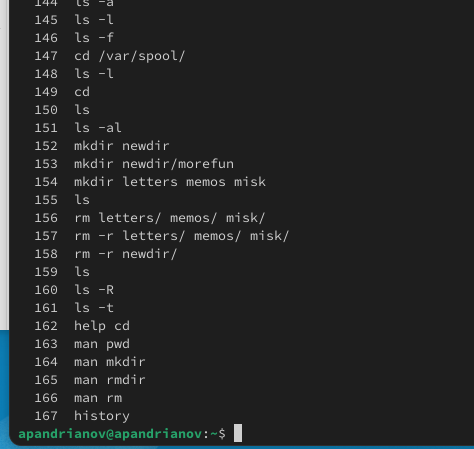 144  ls -a
145  ls -l
146  ls -f
147  cd /var/spool/
148  ls -l
149  cd
150  ls
151  ls -al
152  mkdir newdir
153  mkdir newdir/morefun
154  mkdir letters memos misk
155  ls
156  rm letters/ memos/ misk/
157  rm -r letters/ memos/ misk/
158  rm -r newdir/
159  ls
160  ls -R
161  ls -t
162  help cd
163  man pwd
164  man mkdir
165  man rmdir
166  man rm
167  history
apandrianov@apandrianov:~$